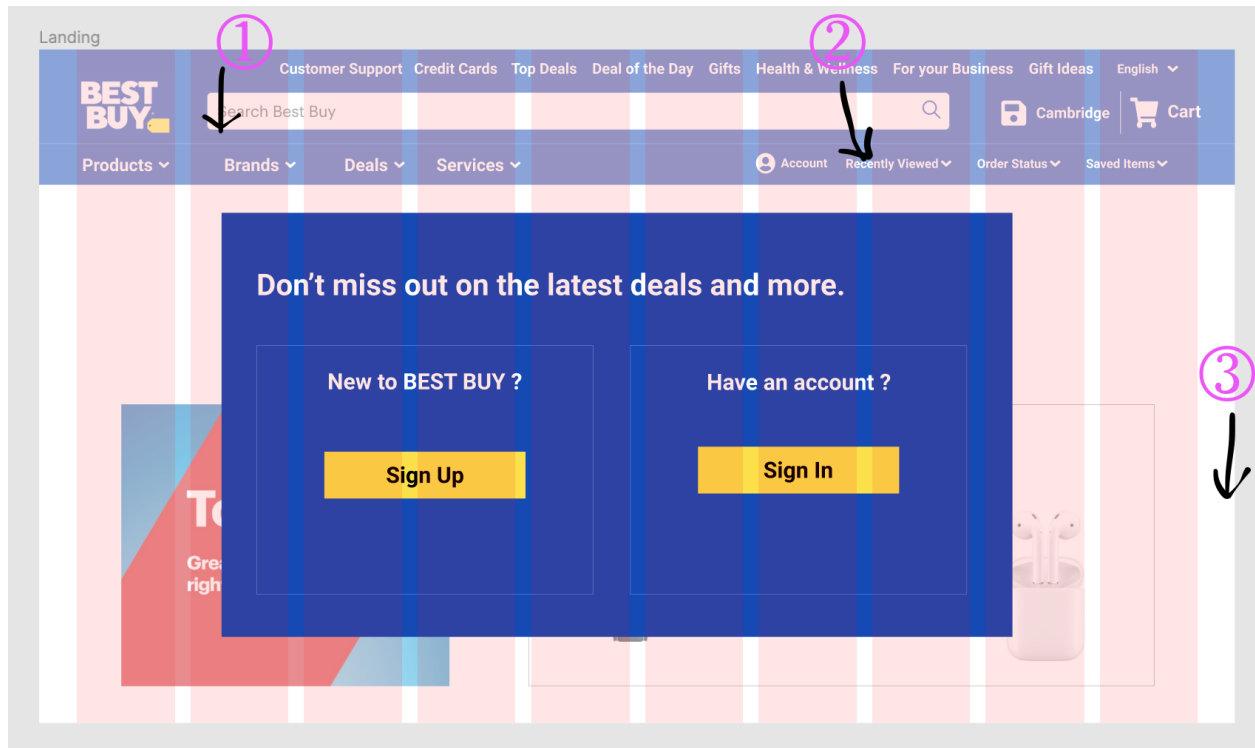 Landing
①
②
Customer Support Credit Cards Top Deals Deal of the Day Gifts Health & Wellness For your Business Gift Ideas English
BEST
BUY
Search Best Buy
Cambridge
Cart
Products Brands Deals Services
Account Recently Viewed Order Status Saved Items
Don't miss out on the latest deals and more.
New to BEST BUY ?
Have an account ?
③
Sign Up
Sign In